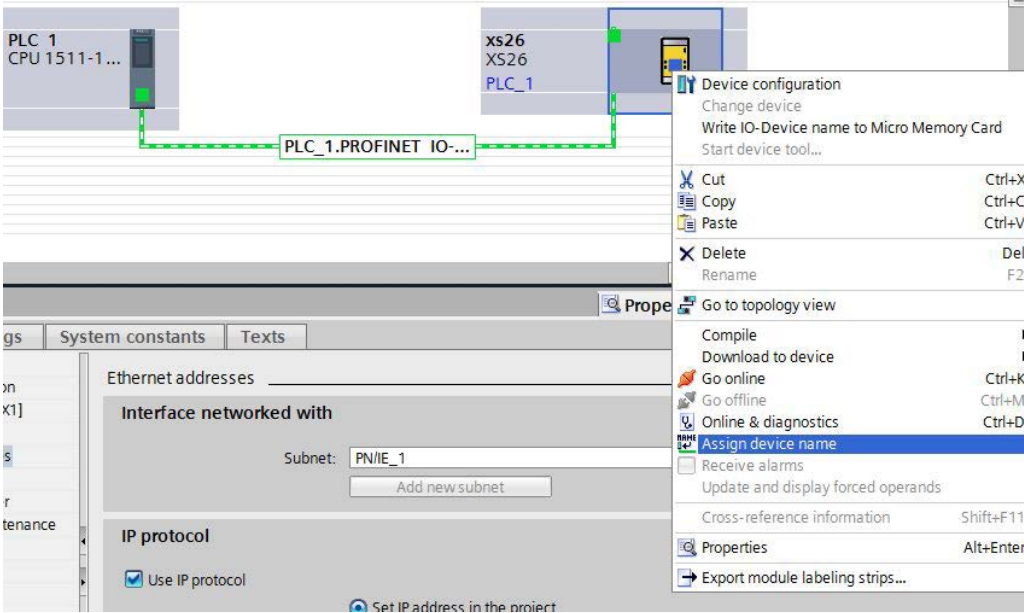 PLC 1
CPU 1511-1...
xs26
XS26
PLC_1
PLC_1.PROFINET IO-...
Device configuration
Change device
Write IO-Device name to Micro Memory Card
Start device tool...
Cut Ctrl+X
Copy Ctrl+C
Paste Ctrl+V
Delete Del
Rename F2
Go to topology view
Compile
Download to device
Go online Ctrl+K
Go offline Ctrl+M
Online & diagnostics Ctrl+D
NAME Assign device name
Receive alarms
Update and display forced operands
Cross-reference information Shift+F11
Properties Alt+Enter
Export module labeling strips...
Prope
gs System constants Texts
on
X1]
s
r
tenance
Ethernet addresses
Interface networked with
Subnet: PN/IE_1
Add new subnet
IP protocol
Use IP protocol
Set IP address in the project